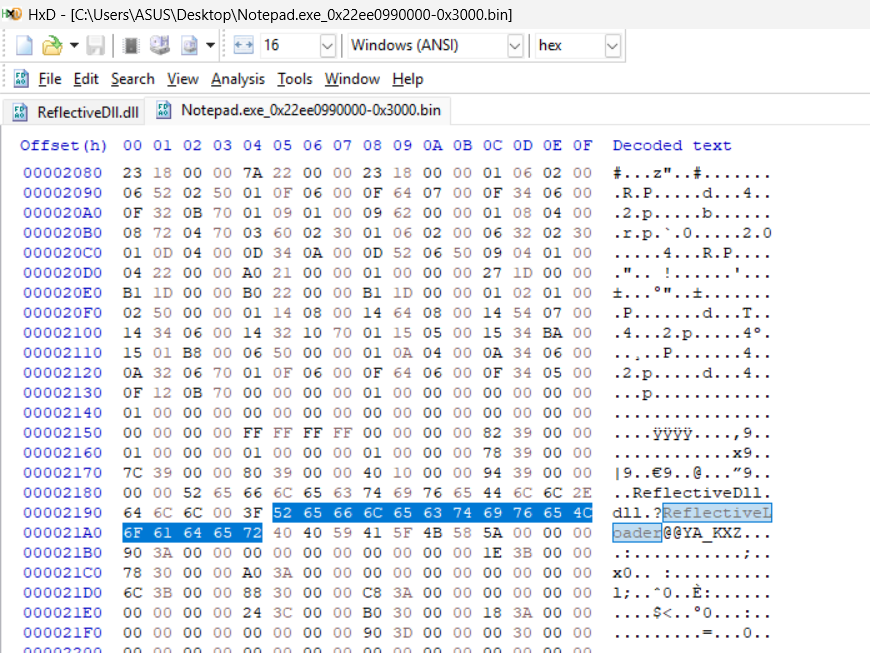 HxD - [C:\Users\ASUS\Desktop\Notepad.exe_0x22ee0990000-0x3000.bin]
16 Windows (ANSI) hex
File Edit Search View Analysis Tools Window Help
ReflectiveDll.dll Notepad.exe_0x22ee0990000-0x3000.bin
Offset(h) 00 01 02 03 04 05 06 07 08 09 0A 0B 0C 0D 0E 0F Decoded text
00002080 23 18 00 00 7A 22 00 00 23 18 00 00 01 06 02 00 #...z"..#.......
00002090 06 52 02 50 01 0F 06 00 0F 64 07 00 0F 34 06 00 .R.P.....d...4..
000020A0 0F 32 0B 70 01 09 01 00 09 62 00 00 01 08 04 00 .2.p.....b......
000020B0 08 72 04 70 03 60 02 30 01 06 02 00 06 32 02 30 .r.p.`.0.....2.0
000020C0 01 0D 04 00 0D 34 0A 00 0D 52 06 50 09 04 01 00 .....4...R.P....
000020D0 04 22 00 00 A0 21 00 00 01 00 00 00 27 1D 00 00 .".. !......'...
000020E0 B1 1D 00 00 B0 22 00 00 B1 1D 00 00 01 02 01 00 ±...°"..±.......
000020F0 02 50 00 00 01 14 08 00 14 64 08 00 14 54 07 00 .P.......d...T..
00002100 14 34 06 00 14 32 10 70 01 15 05 00 15 34 BA 00 .4...2.p.....4º.
00002110 15 01 B8 00 06 50 00 00 01 0A 04 00 0A 34 06 00 ..¸..P.......4..
00002120 0A 32 06 70 01 0F 06 00 0F 64 06 00 0F 34 05 00 .2.p.....d...4..
00002130 0F 12 0B 70 00 00 00 00 01 00 00 00 00 00 00 00 ...p............
00002140 01 00 00 00 00 00 00 00 00 00 00 00 00 00 00 00 ................
00002150 00 00 00 00 FF FF FF FF 00 00 00 00 82 39 00 00 ....ÿÿÿÿ....‚9..
00002160 01 00 00 00 01 00 00 00 01 00 00 00 78 39 00 00 ............x9..
00002170 7C 39 00 00 80 39 00 00 40 10 00 00 94 39 00 00 |9..€9..@...”9..
00002180 00 00 52 65 66 6C 65 63 74 69 76 65 44 6C 6C 2E ..ReflectiveDll.
00002190 64 6C 6C 00 3F 52 65 66 6C 65 63 74 69 76 65 4C dll.?ReflectiveL
000021A0 6F 61 64 65 72 40 40 59 41 5F 4B 58 5A 00 00 00 oader@@YA_KXZ...
000021B0 90 3A 00 00 00 00 00 00 00 00 00 00 1E 3B 00 00 .:...........;..
000021C0 78 30 00 00 A0 3A 00 00 00 00 00 00 00 00 00 00 x0.. :..........
000021D0 6C 3B 00 00 88 30 00 00 C8 3A 00 00 00 00 00 00 l;..ˆ0..È:......
000021E0 00 00 00 00 24 3C 00 00 B0 30 00 00 18 3A 00 00 ....$<..°0...:..
000021F0 00 00 00 00 00 00 00 00 90 3D 00 00 00 30 00 00 .........=...0..